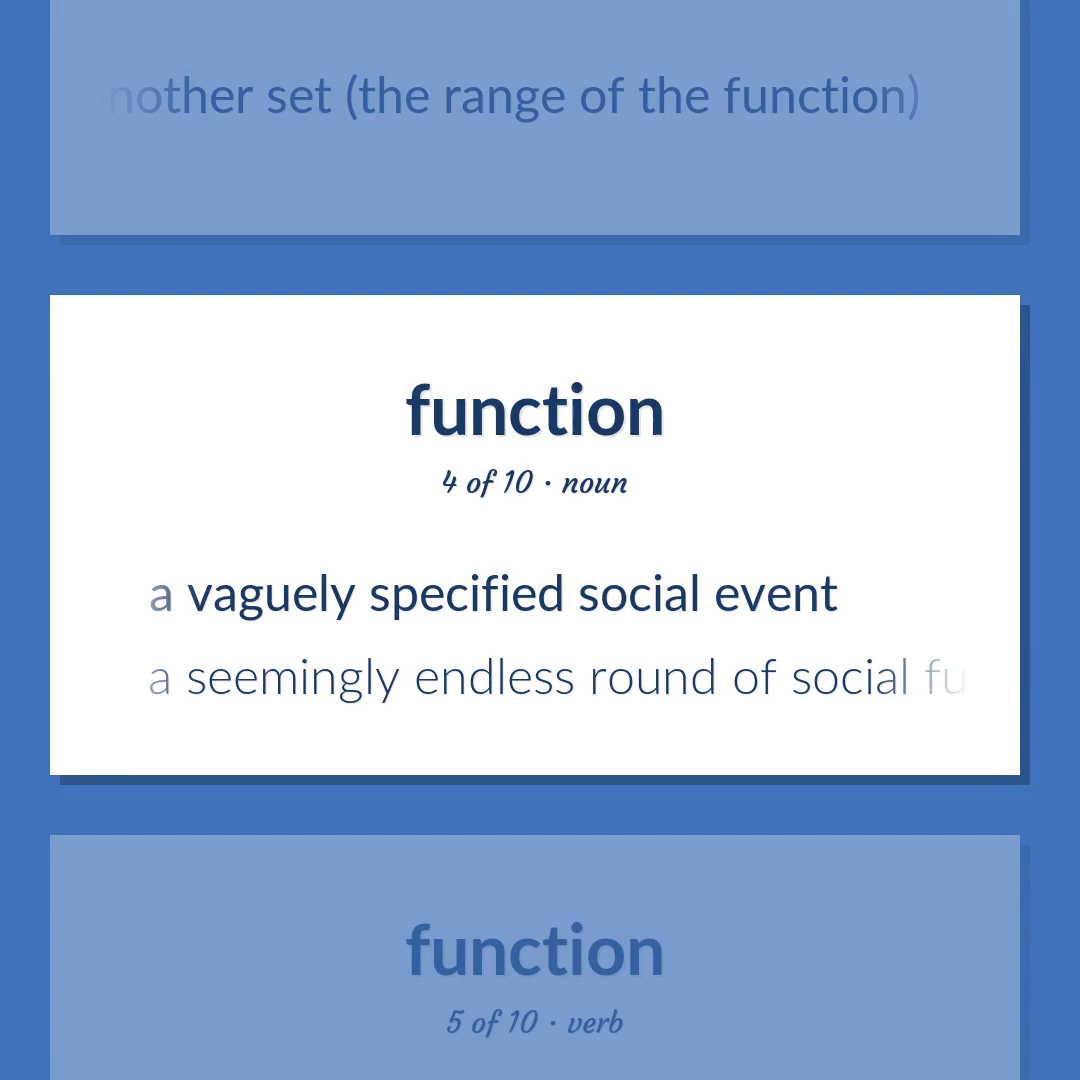 nother set (the range of the function)
function
4 of 10 · noun
a vaguely specified social event
a seemingly endless round of social fu
function
5 of 10 · verb